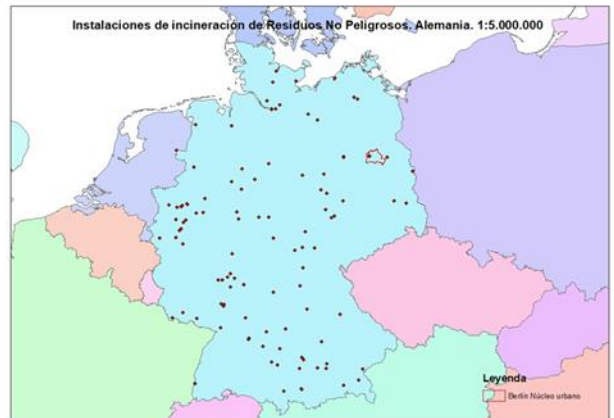 Instalaciones de incineración de Residuos No Peligrosos. Alemania. 1:5.000.000
Leyenda
Berlín Núcleo urbano